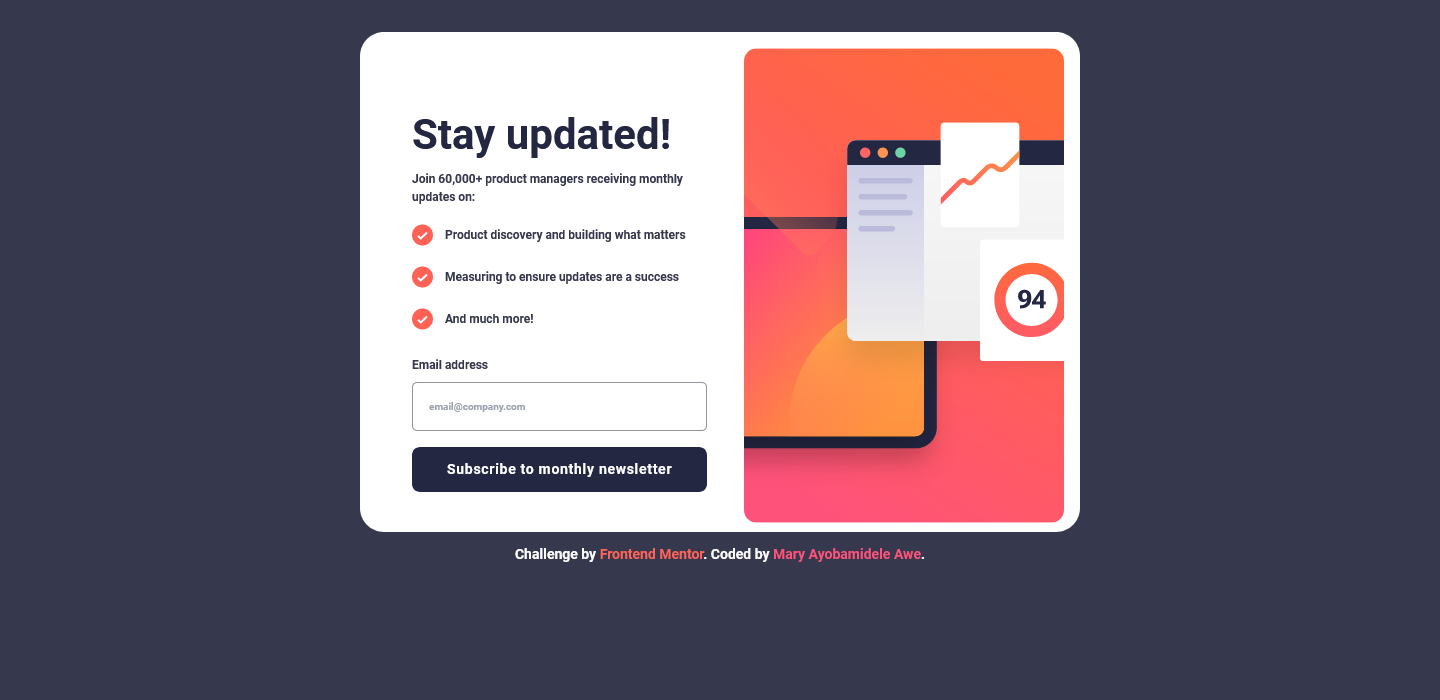 Stay updated!
Join 60,000+ product managers receiving monthly
updates on:
Product discovery and building what matters
Measuring to ensure updates are a success
And much more!
Email address
email@company.com
Subscribe to monthly newsletter
94
Challenge by Frontend Mentor. Coded by Mary Ayobamidele Awe.